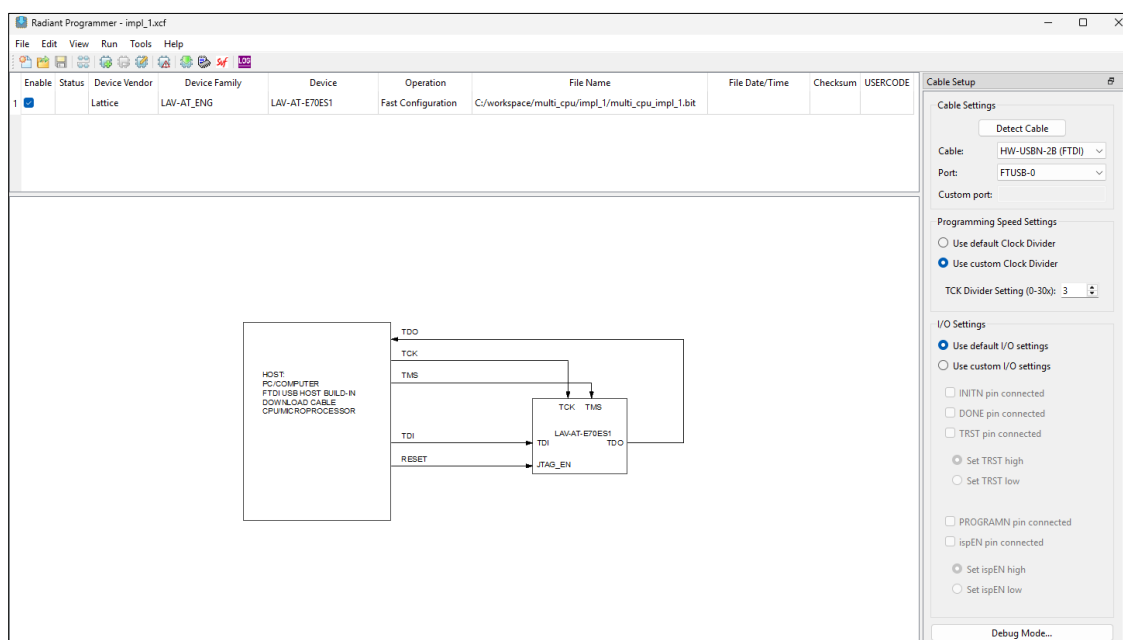 Radiant Programmer - impl_1.xcf
File Edit View Run Tools Help
LOG
Enable Status Device Vendor Device Family Device Operation File Name File Date/Time Checksum USERCODE
1 Lattice LAV-AT_ENG LAV-AT-E70ES1 Fast Configuration C:/workspace/multi_cpu/impl_1/multi_cpu_impl_1.bit
HOST:
PC/COMPUTER
FTDI USB HOST BUILD-IN
DOWNLOAD CABLE
CPU/MICROPROCESSOR
TDO
TCK
TMS
TDI
RESET
TCK TMS
LAV-AT-E70ES1
TDI TDO
JTAG_EN
Cable Setup
Cable Settings
Detect Cable
Cable: HW-USBN-2B (FTDI)
Port: FTUSB-0
Custom port:
Programming Speed Settings
Use default Clock Divider
Use custom Clock Divider
TCK Divider Setting (0-30x): 3
I/O Settings
Use default I/O settings
Use custom I/O settings
INITN pin connected
DONE pin connected
TRST pin connected
Set TRST high
Set TRST low
PROGRAMN pin connected
ispEN pin connected
Set ispEN high
Set ispEN low
Debug Mode...